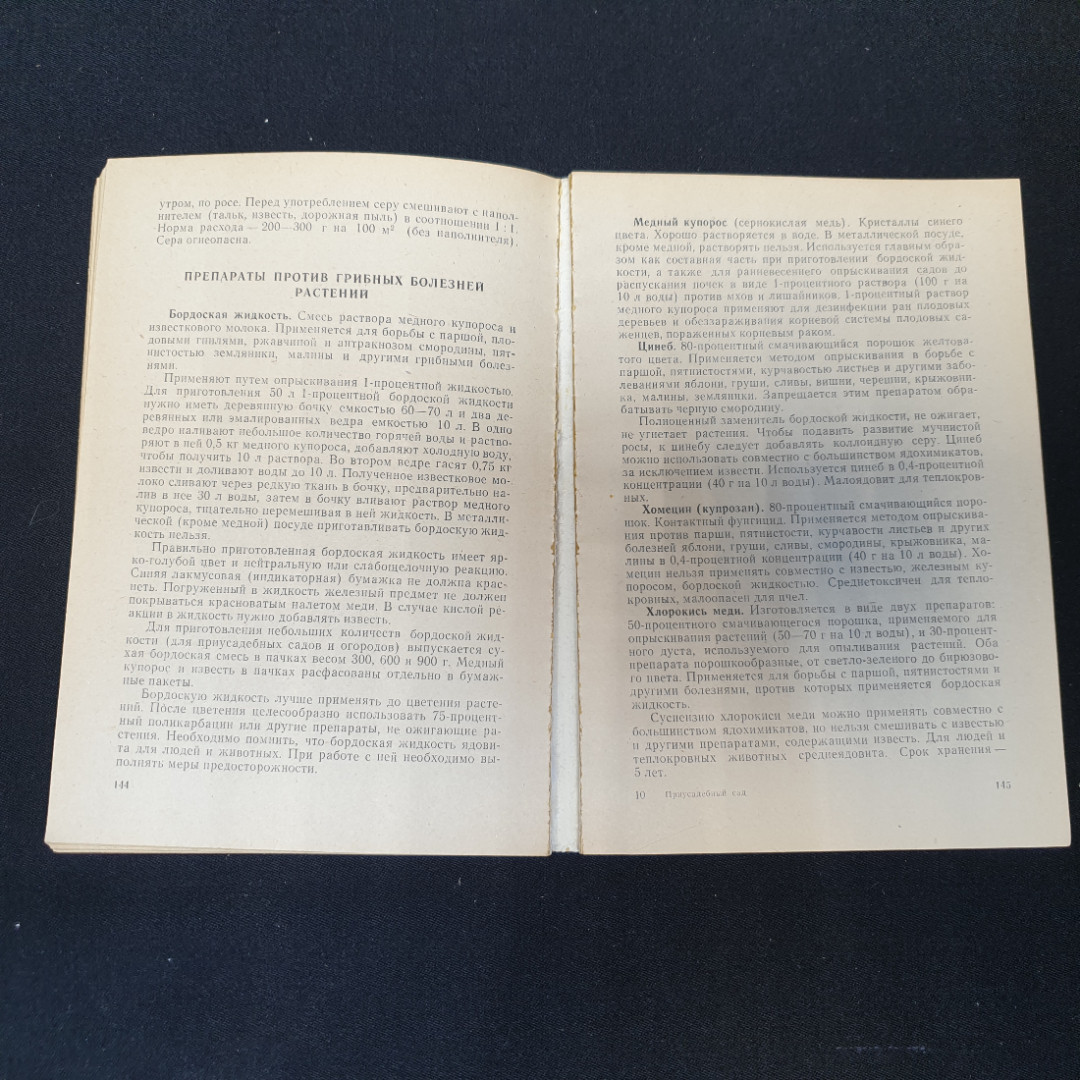 утром, по росе. Перед употреблением серу смешивают с напол-
нителем (тальк, известь, дорожная пыль) в соотношении 1 : 1.
Норма расхода — 200—300 г на 100 м² (без наполнителя).
Сера огнеопасна.
ПРЕПАРАТЫ ПРОТИВ ГРИБНЫХ БОЛЕЗНЕЙ
РАСТЕНИЙ
Бордоская жидкость. Смесь раствора медного купороса и
известкового молока. Применяется для борьбы с паршой, пло-
довыми гнилями, ржавчиной и антракнозом смородины, пят-
нистостью земляники, малины и другими грибными болез-
нями.
Применяют путем опрыскивания 1-процентной жидкостью.
Для приготовления 50 л 1-процентной бордоской жидкости
нужно иметь деревянную бочку емкостью 60—70 л и два де-
ревянных или эмалированных ведра емкостью 10 л. В одно
ведро наливают небольшое количество горячей воды и раство-
ряют в ней 0,5 кг медного купороса, добавляют холодную воду,
чтобы получить 10 л раствора. Во втором ведре гасят 0,75 кг
извести и доливают воды до 10 л. Полученное известковое мо-
локо сливают через редкую ткань в бочку, предварительно на-
лив в нее 30 л воды, затем в бочку вливают раствор медного
купороса, тщательно перемешивая в ней жидкость. В металли-
ческой (кроме медной) посуде приготавливать бордоскую жид-
кость нельзя.
Правильно приготовленная бордоская жидкость имеет яр-
ко-голубой цвет и нейтральную или слабощелочную реакцию.
Синяя лакмусовая (индикаторная) бумажка не должна крас-
неть. Погруженный в жидкость железный предмет не должен
покрываться красноватым налетом меди. В случае кислой ре-
акции в жидкость нужно добавлять известь.
Для приготовления небольших количеств бордоской жид-
кости (для приусадебных садов и огородов) выпускается су-
хая бордоская смесь в пачках весом 300, 600 и 900 г. Медный
купорос и известь в пачках расфасованы отдельно в бумаж-
ные пакеты.
Бордоскую жидкость лучше применять до цветения расте-
ний. После цветения целесообразно использовать 75-процент-
ный поликарбацин или другие препараты, не ожигающие ра-
стения. Необходимо помнить, что бордоская жидкость ядови-
та для людей и животных. При работе с ней необходимо вы-
полнять меры предосторожности.
144
Медный купорос (сернокислая медь). Кристаллы синего
цвета. Хорошо растворяется в воде. В металлической посуде,
кроме медной, растворять нельзя. Используется главным обра-
зом как составная часть при приготовлении бордоской жид-
кости, а также для ранневесеннего опрыскивания садов до
распускания почек в виде 1-процентного раствора (100 г на
10 л воды) против мхов и лишайников. 1-процентный раствор
медного купороса применяют для дезинфекции ран плодовых
деревьев и обеззараживания корневой системы плодовых са-
женцев, пораженных корневым раком.
Цинеб. 80-процентный смачивающийся порошок желтова-
того цвета. Применяется методом опрыскивания в борьбе с
паршой, пятнистостями, курчавостью листьев и другими забо-
леваниями яблони, груши, сливы, вишни, черешни, крыжовни-
ка, малины, земляники. Запрещается этим препаратом обра-
батывать черную смородину.
Полноценный заменитель бордоской жидкости, не ожигает,
не угнетает растения. Чтобы подавить развитие мучнистой
росы, к цинебу следует добавлять коллоидную серу. Цинеб
можно использовать совместно с большинством ядохимикатов,
за исключением извести. Используется цинеб в 0,4-процентной
концентрации (40 г на 10 л воды). Малоядовит для теплокров-
ных.
Хомецин (купрозан). 80-процентный смачивающийся поро-
шок. Контактный фунгицид. Применяется методом опрыскива-
ния против парши, пятнистости, курчавости листьев и других
болезней яблони, груши, сливы, смородины, крыжовника, ма-
лины в 0,4-процентной концентрации (40 г на 10 л воды). Хо-
мецин нельзя применять совместно с известью, железным ку-
поросом, бордоской жидкостью. Среднетоксичен для тепло-
кровных, малоопасен для пчел.
Хлорокись меди. Изготовляется в виде двух препаратов:
50-процентного смачивающегося порошка, применяемого для
опрыскивания растений (50—70 г на 10 л воды), и 30-процент-
ного дуста, используемого для опыливания растений. Оба
препарата порошкообразные, от светло-зеленого до бирюзово-
го цвета. Применяется для борьбы с паршой, пятнистостями и
другими болезнями, против которых применяется бордоская
жидкость.
Суспензию хлорокиси меди можно применять совместно с
большинством ядохимикатов, но нельзя смешивать с известью
и другими препаратами, содержащими известь. Для людей и
теплокровных животных среднеядовита. Срок хранения —
5 лет.
10 Приусадебный сад
145